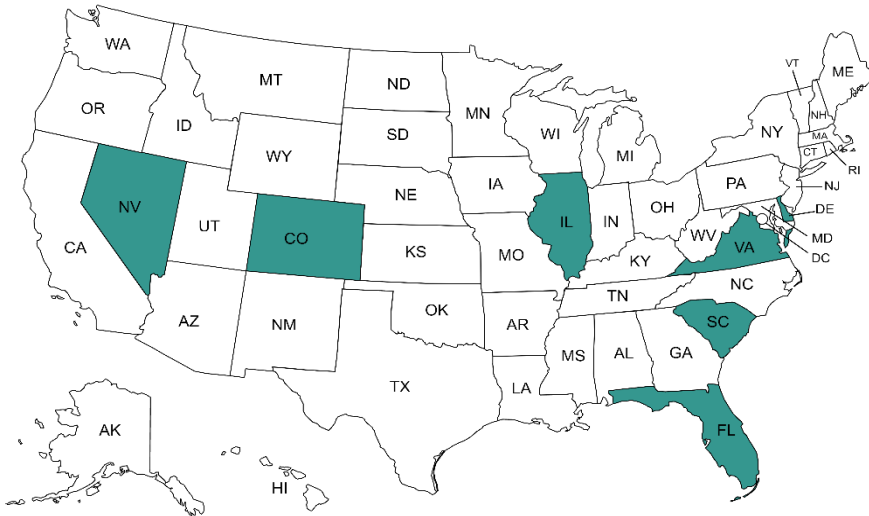 WA
MT
ND
MN
VT
ME
OR
ID
SD
WI
NY
NH
MA
WY
MI
CT
RI
IA
NE
PA
NJ
NV
UT
CO
IL
IN
OH
DE
CA
KS
MO
WV
VA
MD
KY
DC
AZ
NM
OK
TN
NC
AR
SC
MS
AL
GA
TX
LA
AK
FL
HI